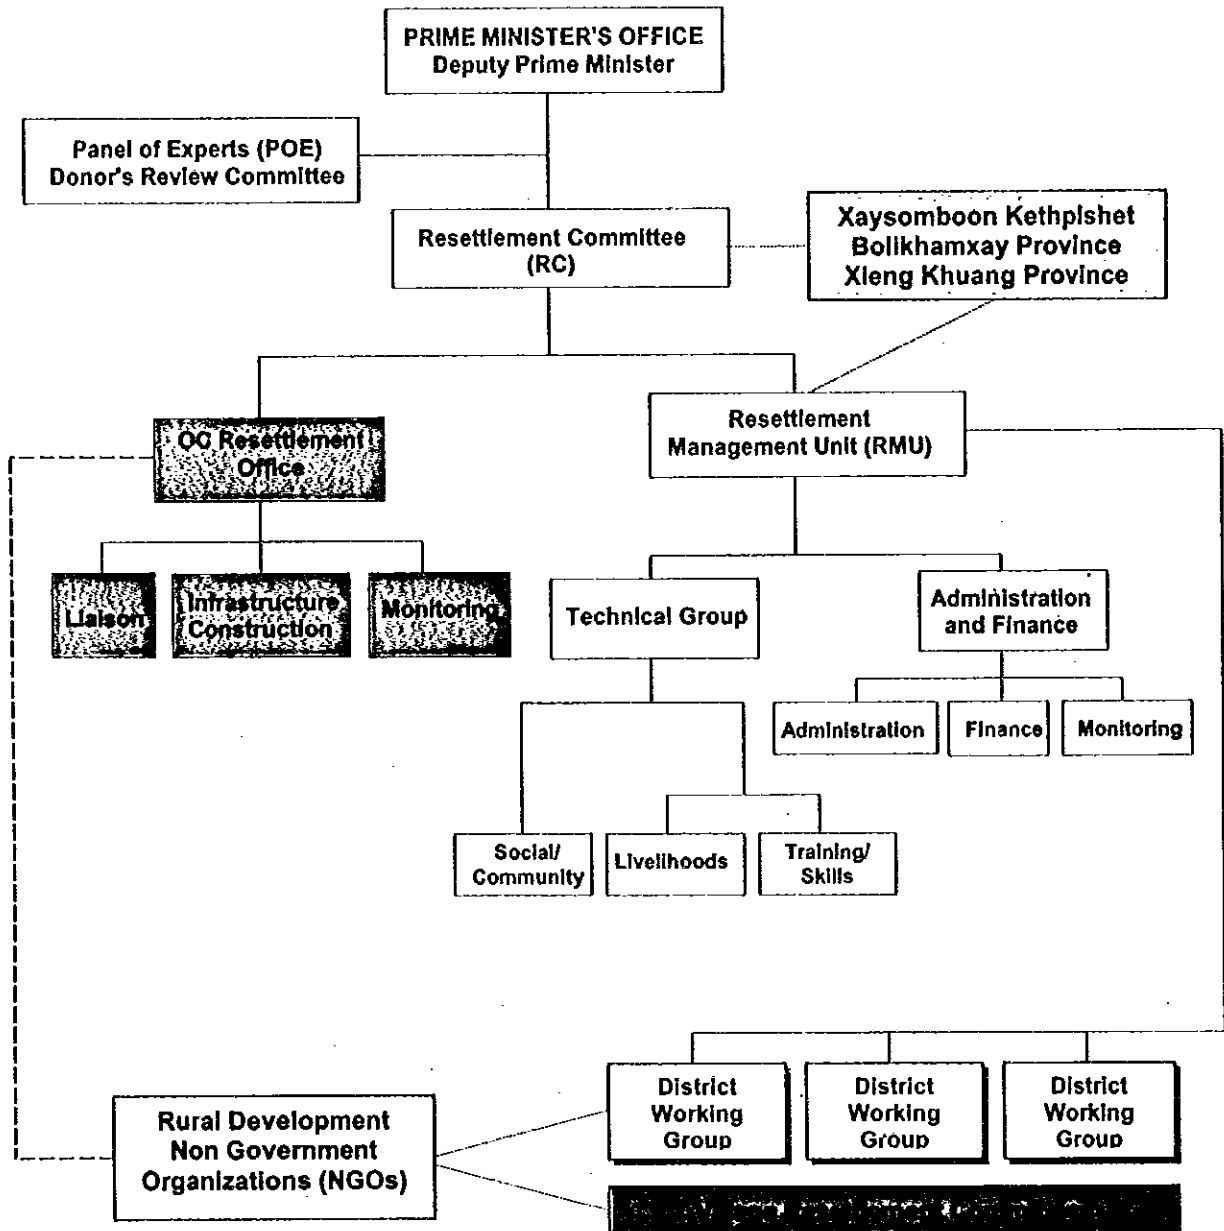 PRIME MINISTER'S OFFICE
Deputy Prime Minister
Panel of Experts (POE)
Donor's Review Committee
Resettlement Committee
(RC)
Xaysomboon Kethpishet
Bolikhamxay Province
Xieng Khuang Province
OC Resettlement
Office
Resettlement
Management Unit (RMU)
Liaison
Infrastructure
Construction
Monitoring
Technical Group
Administration
and Finance
Administration
Finance
Monitoring
Social/
Community
Livelihoods
Training/
Skills
District
Working
Group
District
Working
Group
District
Working
Group
Rural Development
Non Government
Organizations (NGOs)